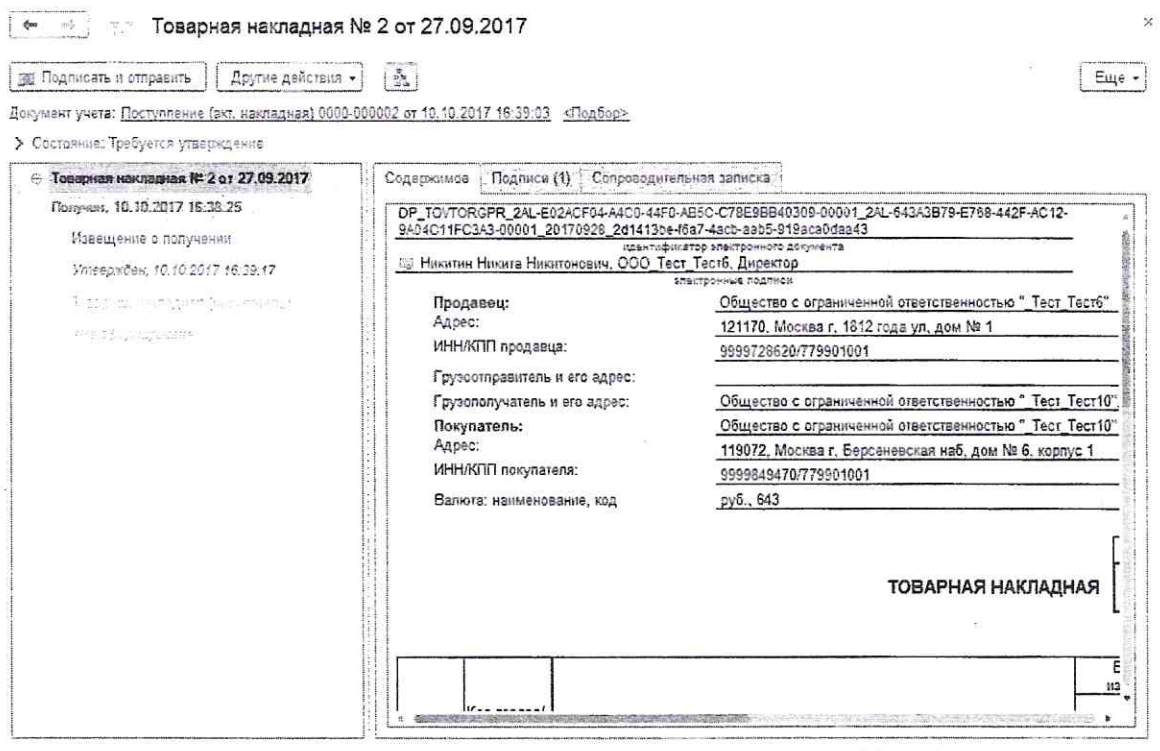 Товарная накладная № 2 от 27.09.2017
Подписать и отправить Другие действия Еще
Документ учета: Поступление (акт, накладная) 0000-000002 от 10.10.2017 16:39:03 <Подбор>
Состояние: Требуется утверждение
Товарная накладная № 2 от 27.09.2017
Получен, 10.10.2017 16:38:25
Извещение о получении
Утвержден, 10.10.2017 16:39:17
Содержимое Подписи (1) Сопроводительная записка
DP_TOVTORGPR_2AL-E02ACF04-A4C0-44F0-AB5C-C78E9BB40309-00001_2AL-643A3B79-E768-442F-AC12-
9A04C11FC3A3-00001_20170928_2d1413be-f6a7-4acb-aab5-919aca0daa43
идентификатор электронного документа
Никитин Никита Никитонович, ООО_Тест_Тест6, Директор
электронные подписи
Продавец: Общество с ограниченной ответственностью "_Тест_Тест6"
Адрес: 121170, Москва г, 1812 года ул, дом № 1
ИНН/КПП продавца: 9999728620/779901001
Грузоотправитель и его адрес:
Грузополучатель и его адрес: Общество с ограниченной ответственностью "_Тест_Тест10",
Покупатель: Общество с ограниченной ответственностью "_Тест_Тест10"
Адрес: 119072, Москва г, Берсеневская наб, дом № 6, корпус 1
ИНН/КПП покупателя: 9999849470/779901001
Валюта: наименование, код руб., 643
ТОВАРНАЯ НАКЛАДНАЯ
Е
из